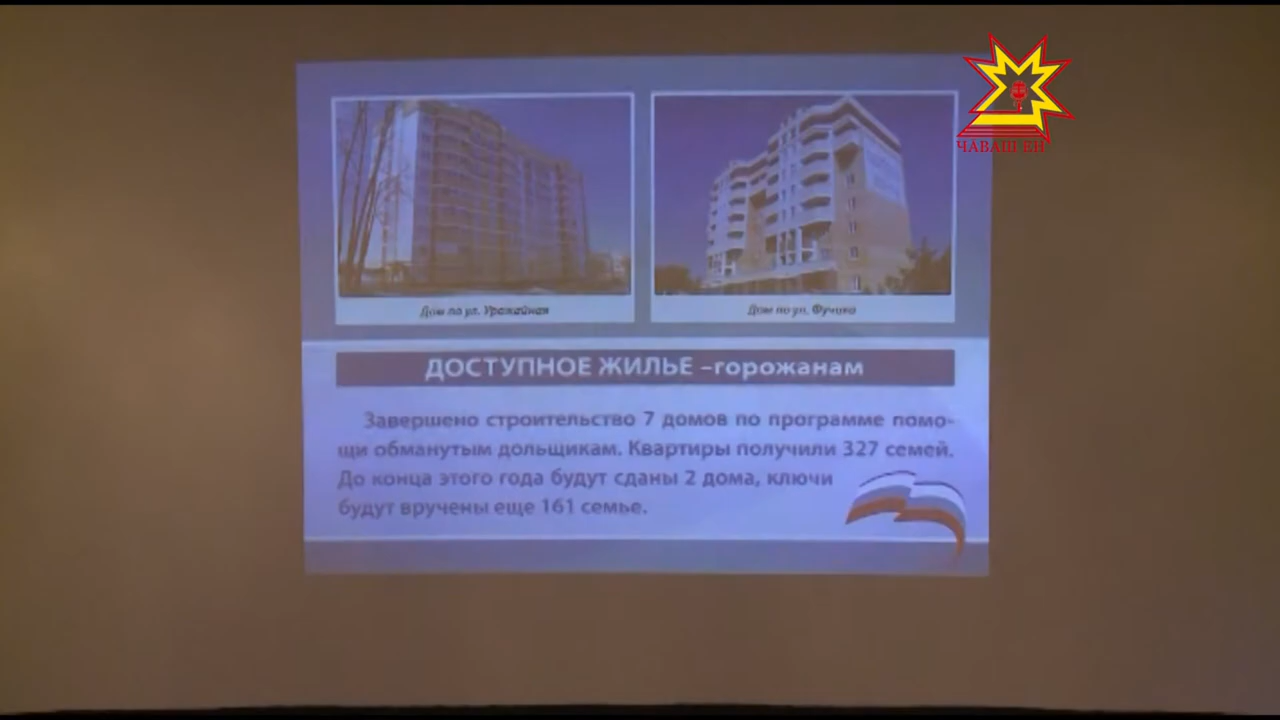 ЧĂВАШ ЕН
Дом по ул. Урожайная
Дом по ул. Фучика
ДОСТУПНОЕ ЖИЛЬЕ –горожанам
Завершено строительство 7 домов по программе помо-
щи обманутым дольщикам. Квартиры получили 327 семей.
До конца этого года будут сданы 2 дома, ключи
будут вручены еще 161 семье.